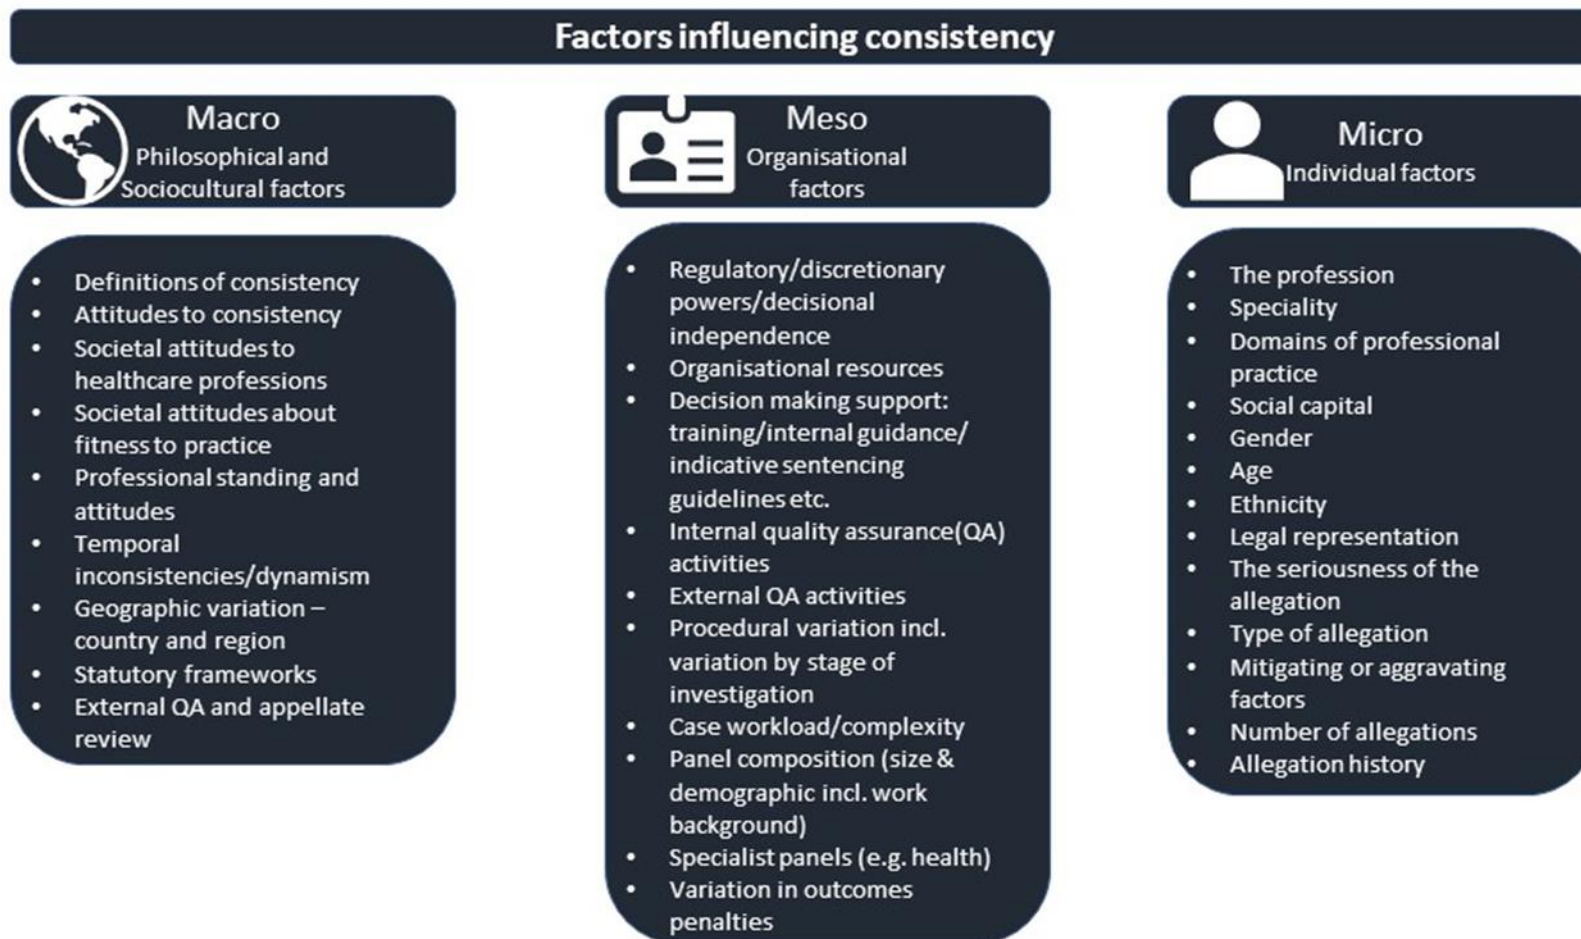 Factors influencing consistency
Macro
Philosophical and
Sociocultural factors
• Definitions of consistency
• Attitudes to consistency
• Societal attitudes to
healthcare professions
• Societal attitudes about
fitness to practice
• Professional standing and
attitudes
• Temporal
inconsistencies/dynamism
• Geographic variation –
country and region
• Statutory frameworks
• External QA and appellate
review
Meso
Organisational
factors
• Regulatory/discretionary
powers/decisional
independence
• Organisational resources
• Decision making support:
training/internal guidance/
indicative sentencing
guidelines etc.
• Internal quality assurance(QA)
activities
• External QA activities
• Procedural variation incl.
variation by stage of
investigation
• Case workload/complexity
• Panel composition (size &
demographic incl. work
background)
• Specialist panels (e.g. health)
• Variation in outcomes
penalties
Micro
Individual factors
• The profession
• Speciality
• Domains of professional
practice
• Social capital
• Gender
• Age
• Ethnicity
• Legal representation
• The seriousness of the
allegation
• Type of allegation
• Mitigating or aggravating
factors
• Number of allegations
• Allegation history